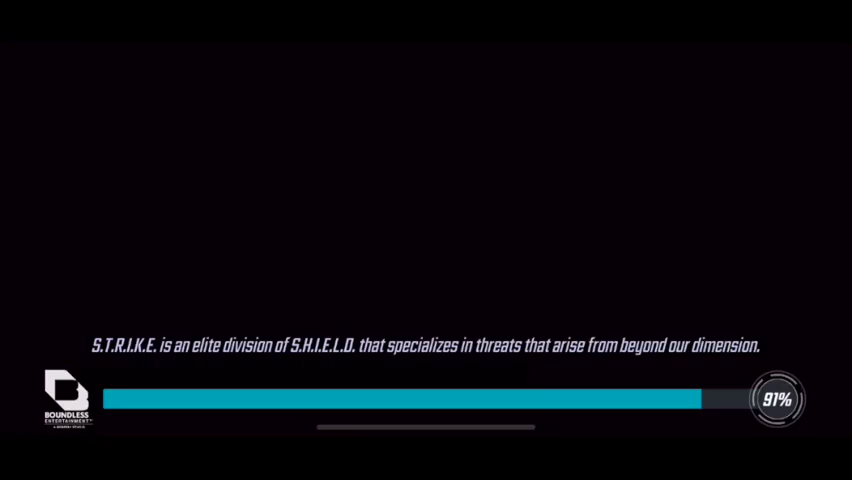 S.T.R.I.K.E. is an elite division of S.H.I.E.L.D. that specializes in threats that arise from beyond our dimension.
91%
BOUNDLESS
ENTERTAINMENT